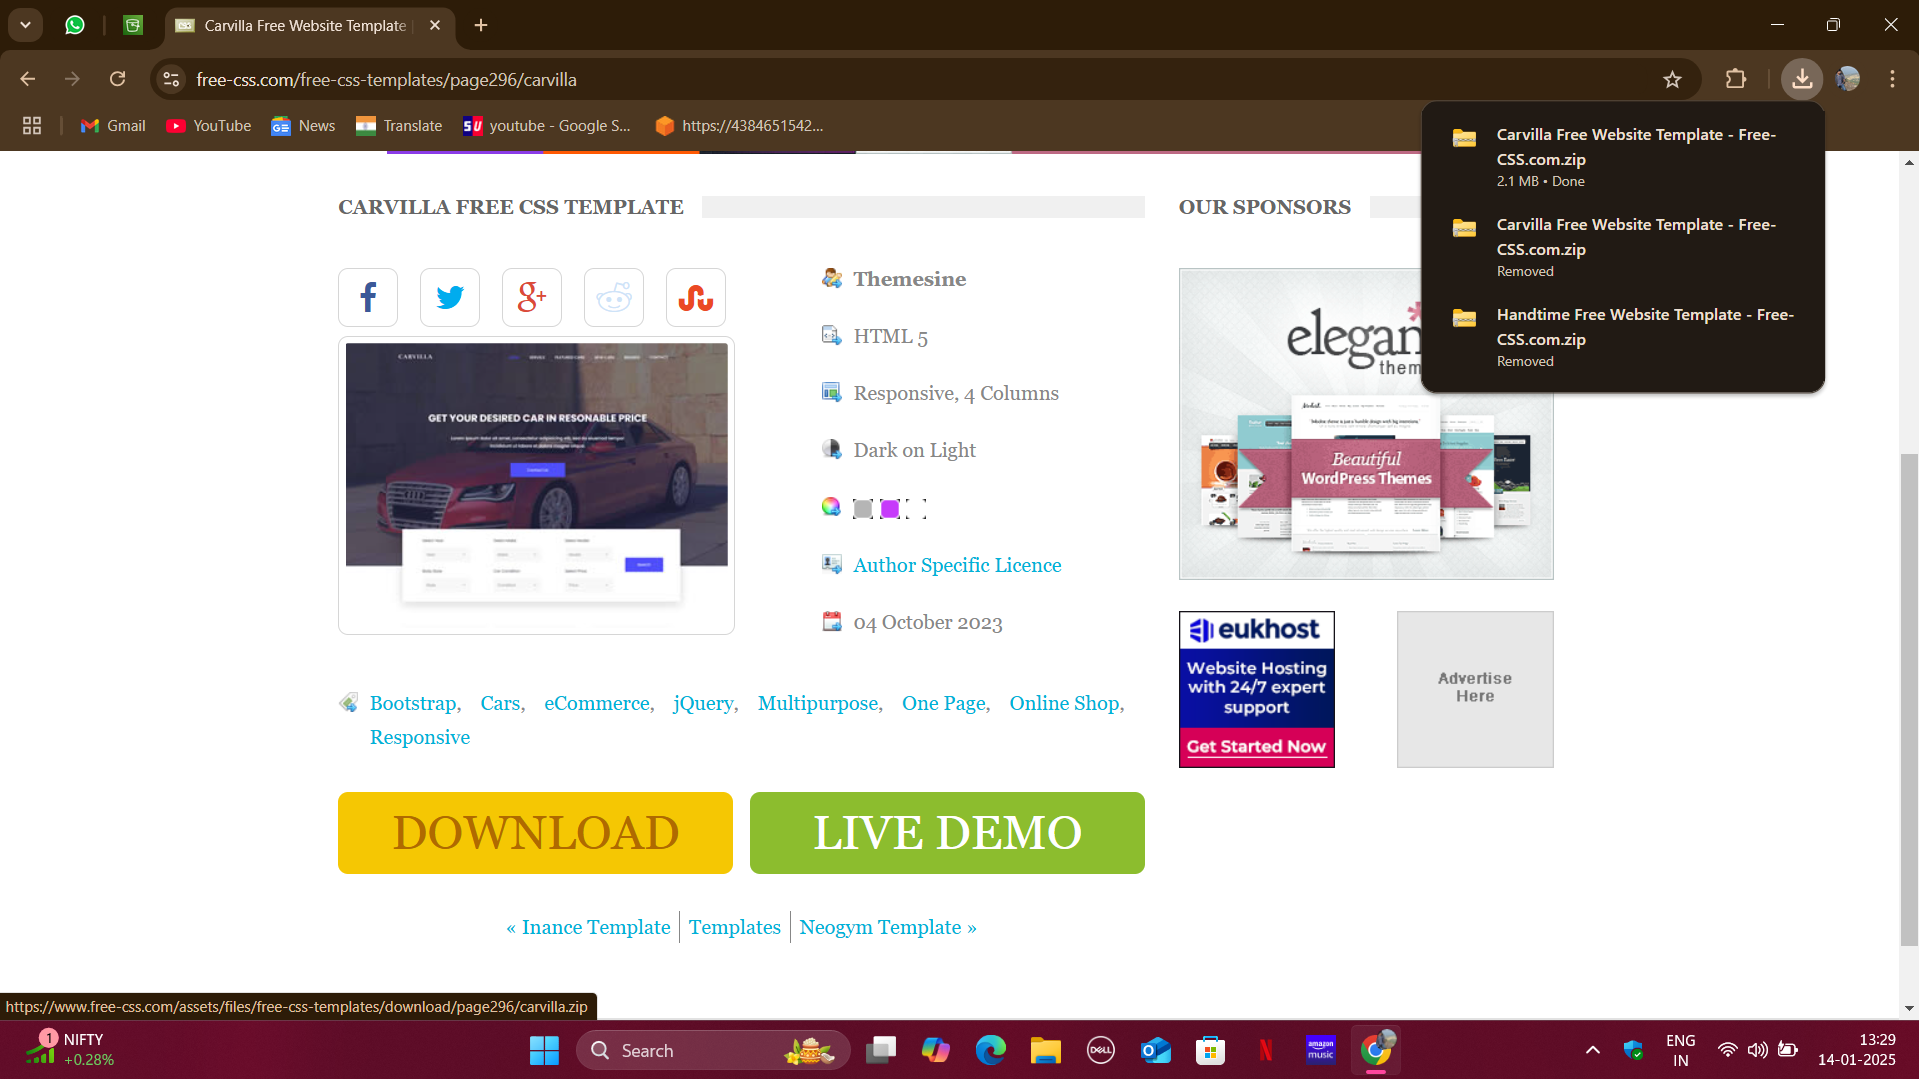 Carvilla Free Website Template |
free-css.com/free-css-templates/page296/carvilla
Gmail
YouTube
News
Translate
youtube - Google S...
https://4384651542...
Carvilla Free Website Template - Free-
CSS.com.zip
2.1 MB • Done
Carvilla Free Website Template - Free-
CSS.com.zip
Removed
Handtime Free Website Template - Free-
CSS.com.zip
Removed
CARVILLA FREE CSS TEMPLATE
OUR SPONSORS
CARVILLA
GET YOUR DESIRED CAR IN RESONABLE PRICE
Themesine
HTML 5
Responsive, 4 Columns
Dark on Light
Author Specific Licence
04 October 2023
elegan
them
Beautiful
WordPress Themes
eukhost
Website Hosting
with 24/7 expert
support
Get Started Now
Advertise
Here
Bootstrap, Cars, eCommerce, jQuery, Multipurpose, One Page, Online Shop,
Responsive
DOWNLOAD
LIVE DEMO
« Inance Template
Templates
Neogym Template »
https://www.free-css.com/assets/files/free-css-templates/download/page296/carvilla.zip
1
NIFTY
+0.28%
Search
DELL
amazon
music
ENG
IN
13:29
14-01-2025